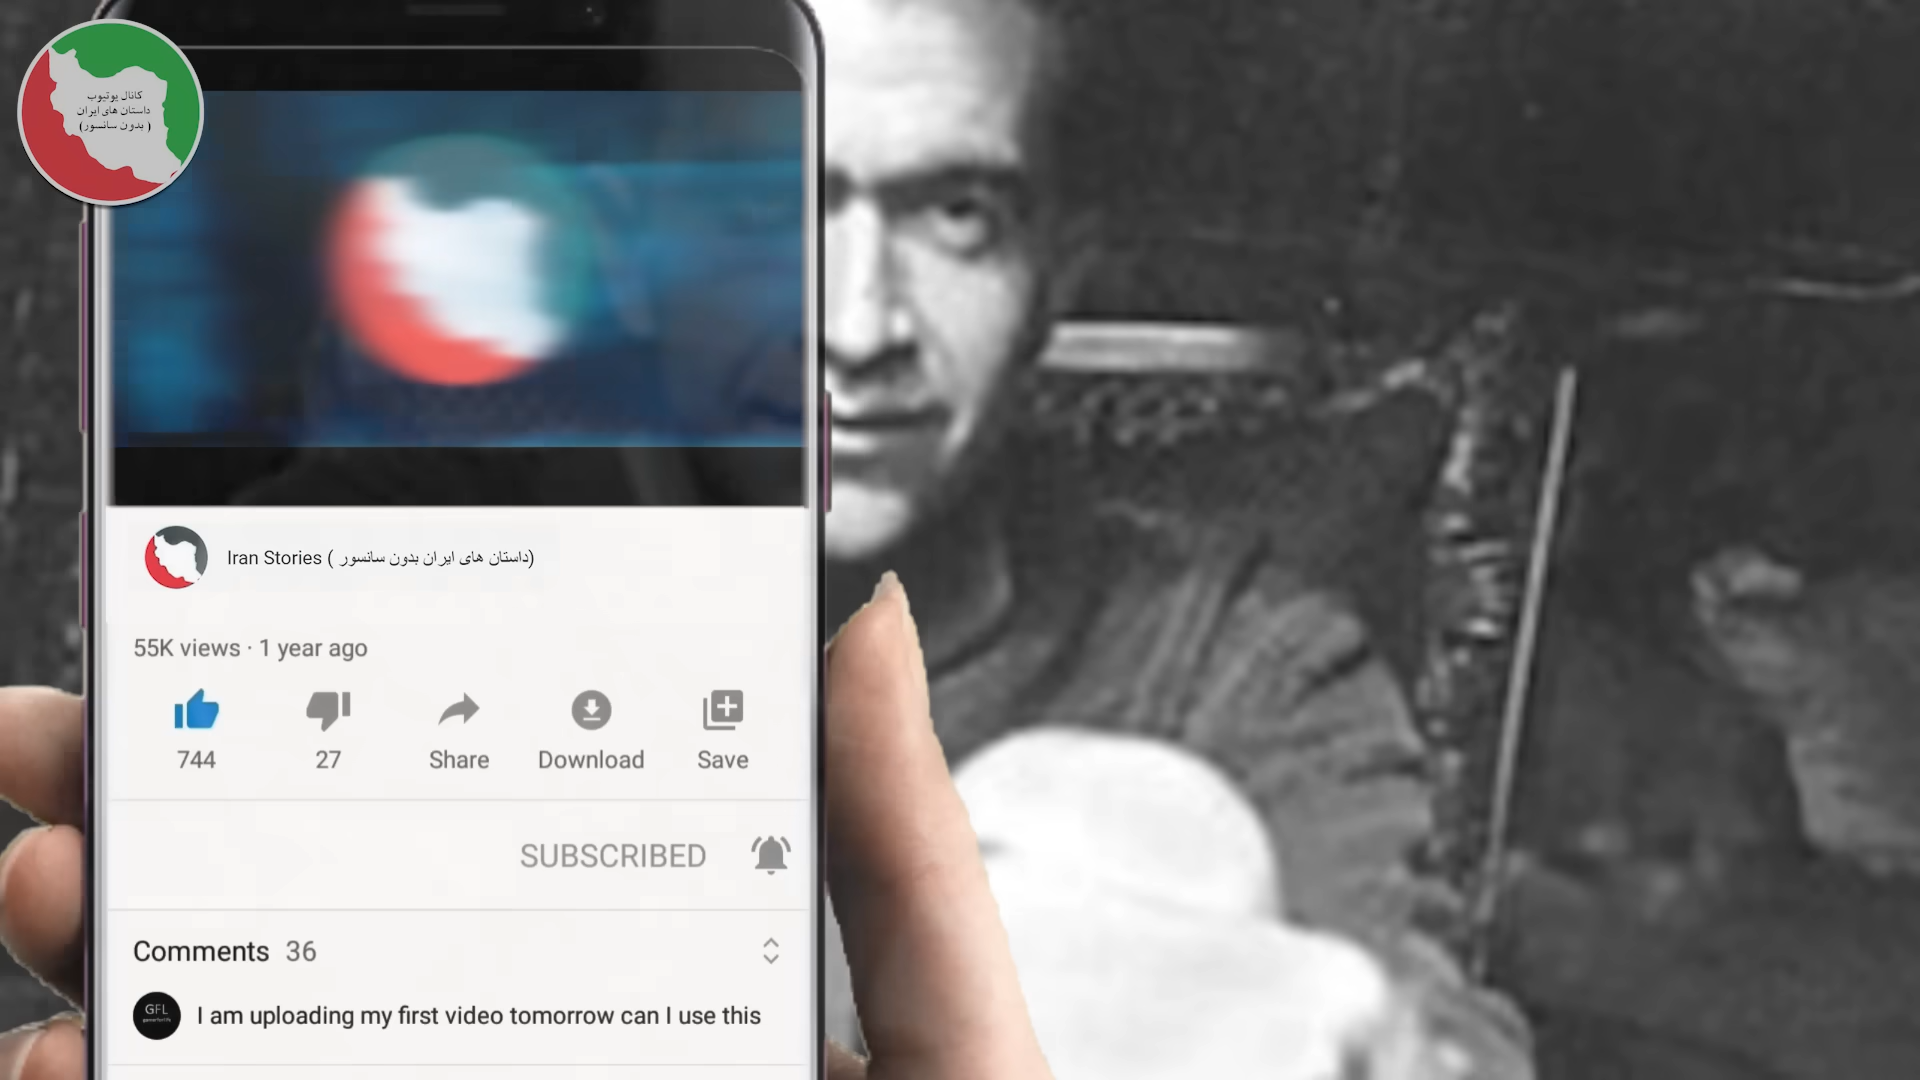 کانال یوتیوب
داستان های ایران
( بدون سانسور)
Iran Stories ( داستان های ایران بدون سانسور)
55K views · 1 year ago
744
27
Share
Download
Save
SUBSCRIBED
Comments 36
GFL
I am uploading my first video tomorrow can I use this